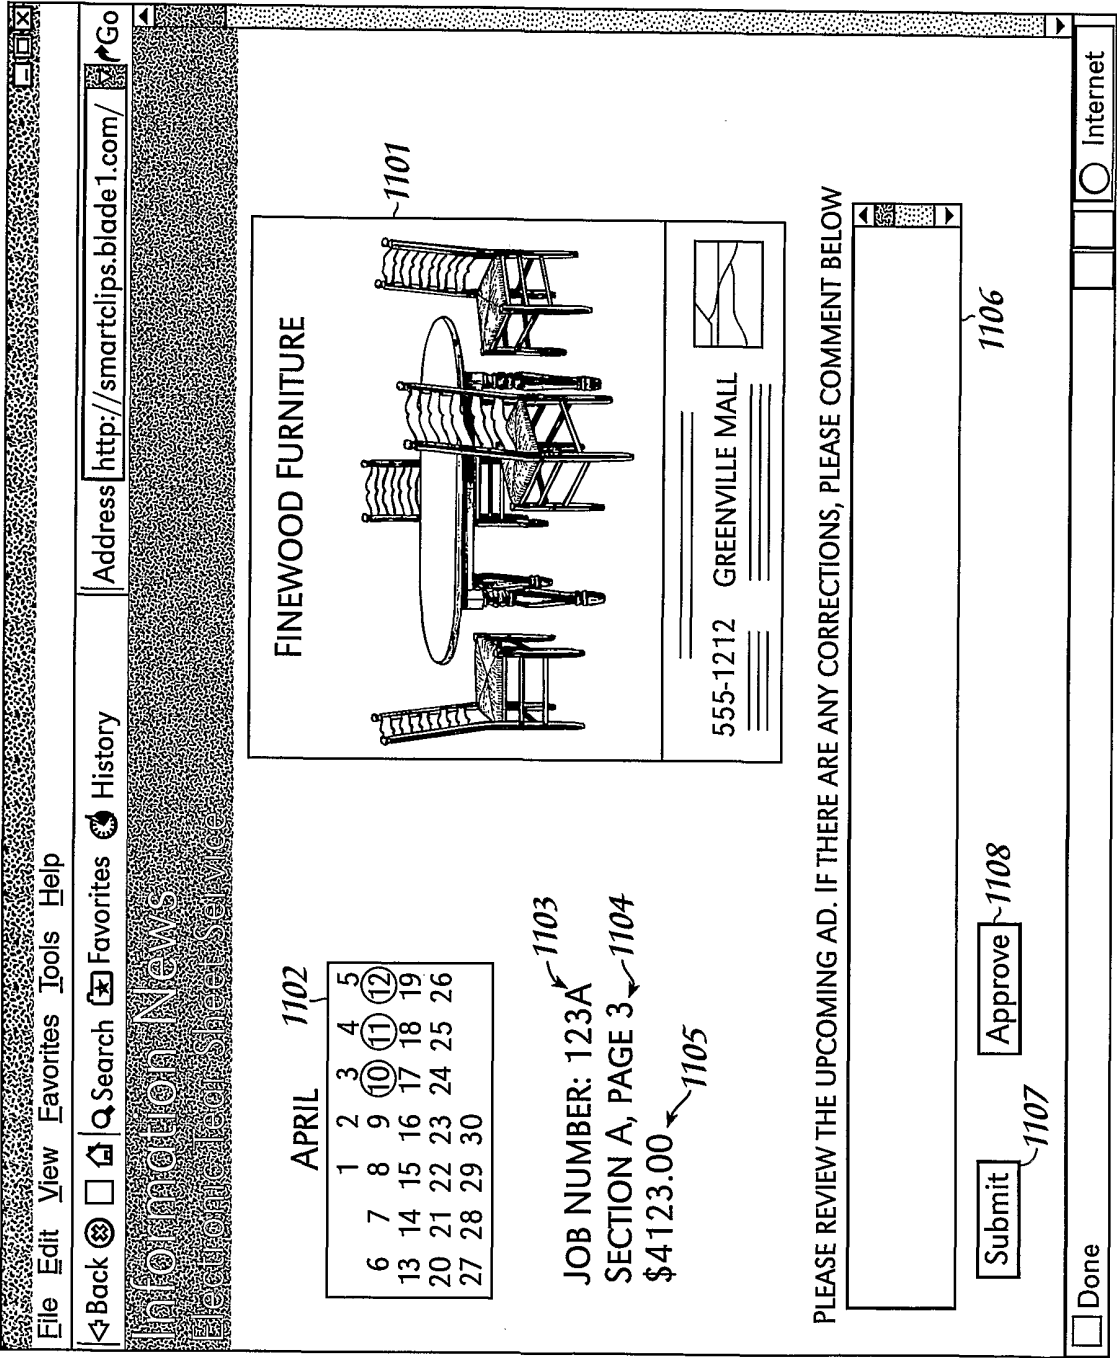 File Edit View Favorites Tools Help
Back Search Favorites History Address http://smartclips.blade1.com/ Go
Information News
Electronic Tear Sheet Service
APRIL 1102
1 2 3 4 5
6 7 8 9 10 11 12
13 14 15 16 17 18 19
20 21 22 23 24 25 26
27 28 29 30
JOB NUMBER: 123A 1103
SECTION A, PAGE 3 1104
$4123.00 1105
1101
FINEWOOD FURNITURE
555-1212 GREENVILLE MALL
PLEASE REVIEW THE UPCOMING AD. IF THERE ARE ANY CORRECTIONS, PLEASE COMMENT BELOW
1106
Submit 1107
Approve 1108
Done Internet